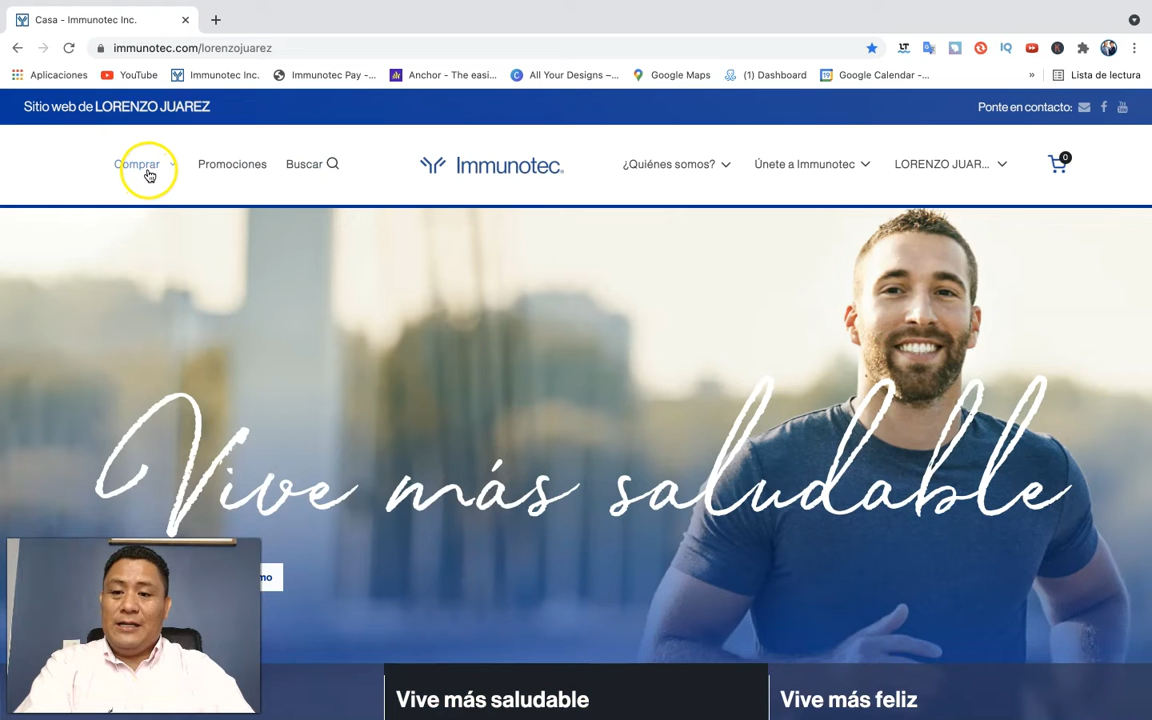 Casa - Immunotec Inc.
immunotec.com/lorenzojuarez
Aplicaciones YouTube Immunotec Inc. Immunotec Pay -... Anchor - The easi... All Your Designs –... Google Maps (1) Dashboard Google Calendar -... » Lista de lectura
Sitio web de LORENZO JUAREZ Ponte en contacto:
Comprar Promociones Buscar Immunotec ¿Quiénes somos? Únete a Immunotec LORENZO JUAR... 0
Vive más saludable
Vive más saludable Vive más feliz